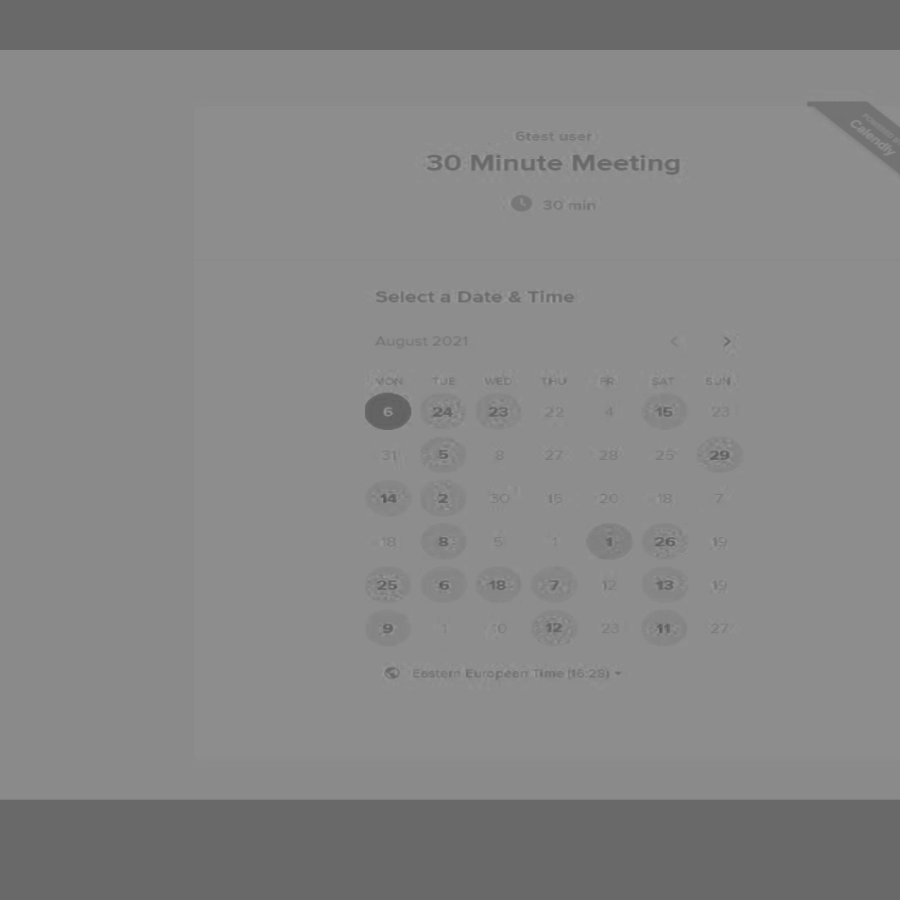 6test user
30 Minute Meeting
30 min
POWERED BY
Calendly
Select a Date & Time
August 2021
MON TUE WED THU FRI SAT SUN
6 24 23 22 4 15 23
31 5 8 27 28 25 29
14 2 30 15 20 18 7
18 8 5 1 1 26 19
25 6 18 7 12 13 19
9 1 10 12 23 11 27
Eastern European Time (16:28)